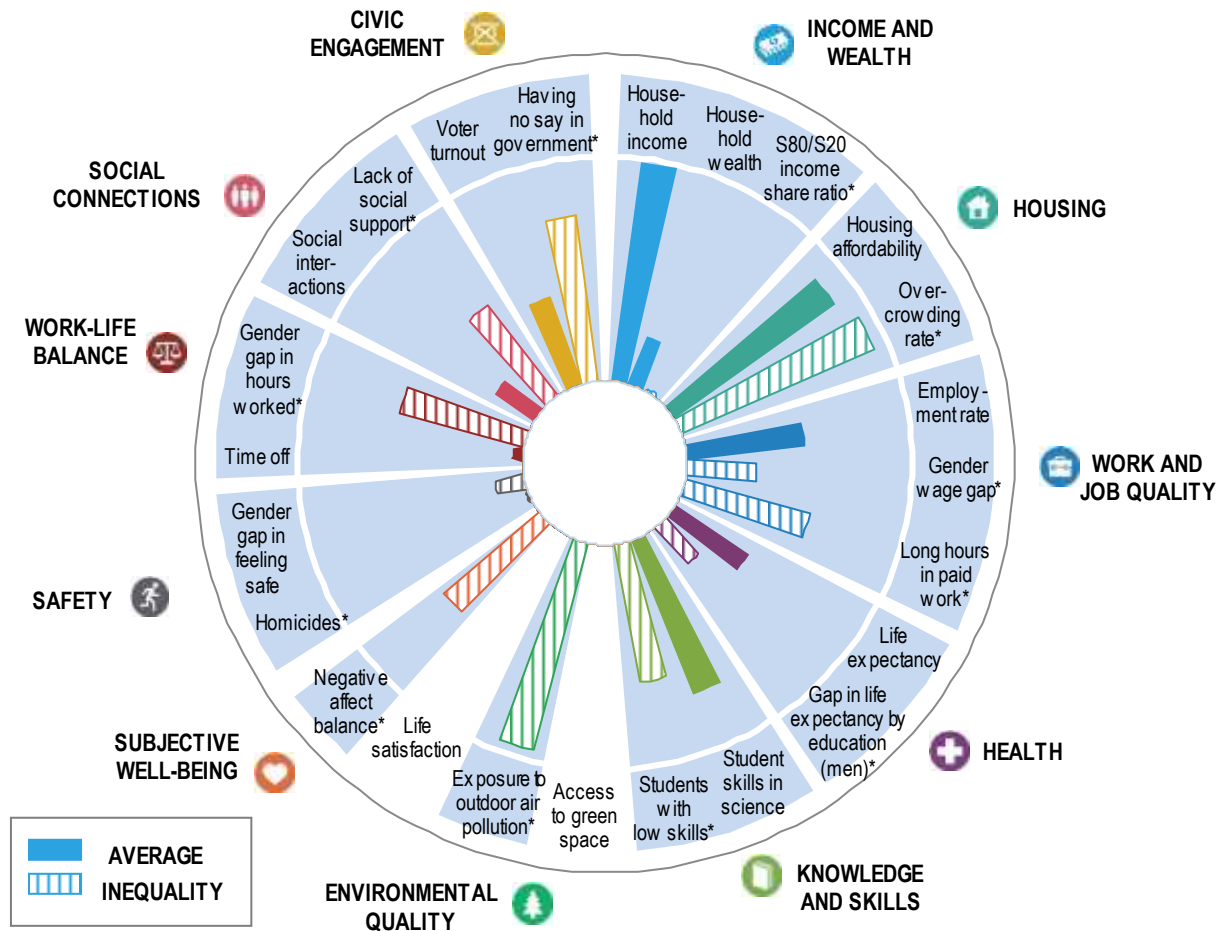 CIVIC
ENGAGEMENT
INCOME AND
WEALTH
Having
no say in
government*
Voter
turnout
House-
hold
income
House-
hold
wealth
S80/S20
income
share ratio*
SOCIAL
CONNECTIONS
Lack of
social
support*
Social
inter-
actions
HOUSING
Housing
affordability
Over-
crowding
rate*
WORK-LIFE
BALANCE
Gender
gap in
hours
worked*
Time off
Employ-
ment rate
Gender
wage gap*
Long hours
in paid
work*
WORK AND
JOB QUALITY
SAFETY
Gender
gap in
feeling
safe
Homicides*
Life
expectancy
Gap in life
expectancy by
education
(men)*
HEALTH
SUBJECTIVE
WELL-BEING
Negative
affect
balance*
Life
satisfaction
Exposure to
outdoor air
pollution*
Access
to green
space
Students
with
low skills*
Student
skills in
science
AVERAGE
INEQUALITY
ENVIRONMENTAL
QUALITY
KNOWLEDGE
AND SKILLS